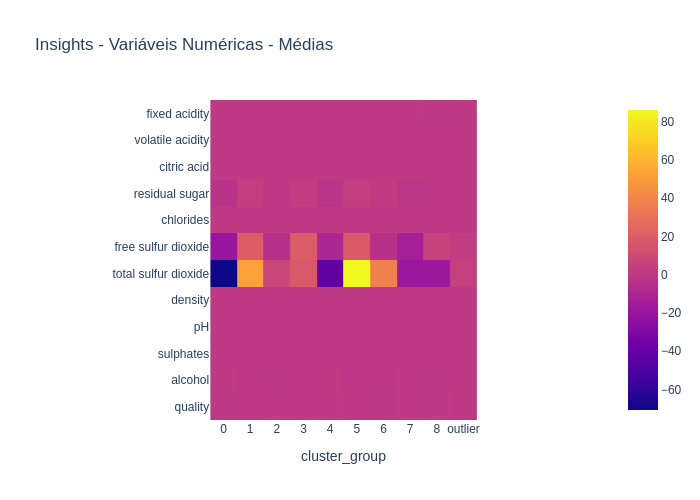 Insights - Variáveis Numéricas - Médias
fixed acidity
volatile acidity
citric acid
residual sugar
chlorides
free sulfur dioxide
total sulfur dioxide
density
pH
sulphates
alcohol
quality
0 1 2 3 4 5 6 7 8 outlier
cluster_group
80
60
40
20
0
−20
−40
−60